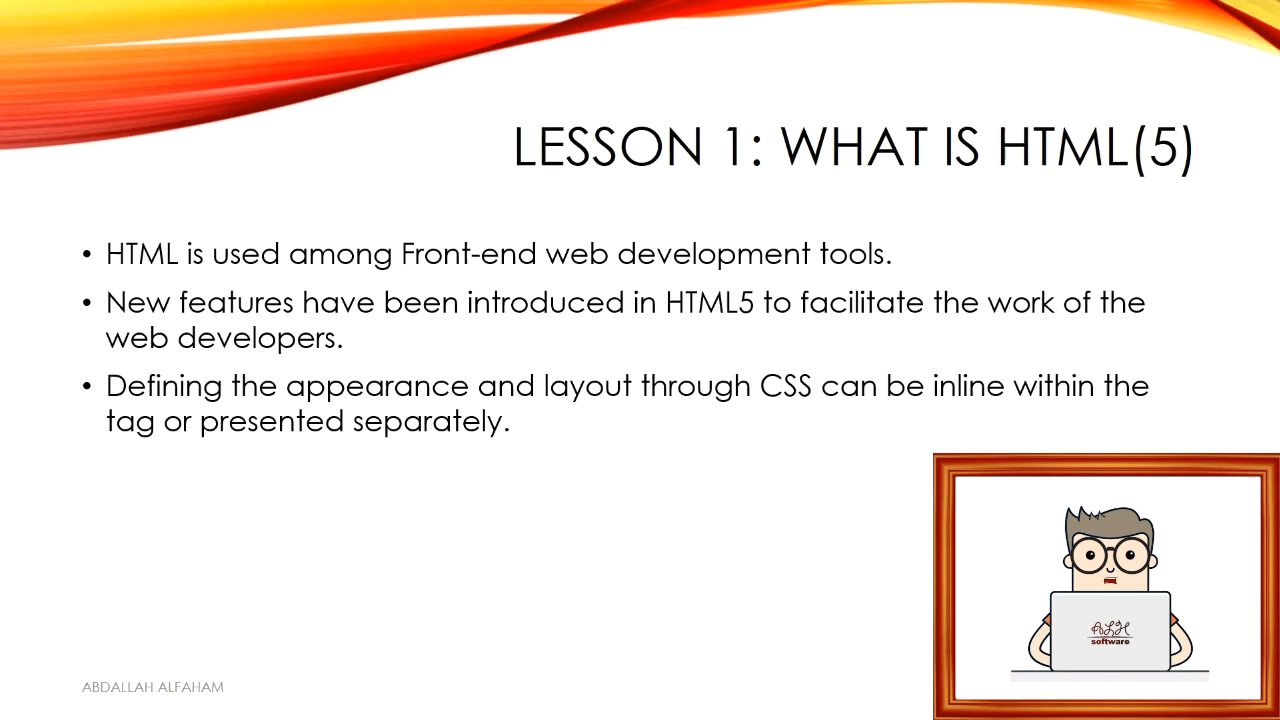 LESSON 1: WHAT IS HTML(5)
• HTML is used among Front-end web development tools.
• New features have been introduced in HTML5 to facilitate the work of the
web developers.
• Defining the appearance and layout through CSS can be inline within the
tag or presented separately.
ALH
software
ABDALLAH ALFAHAM